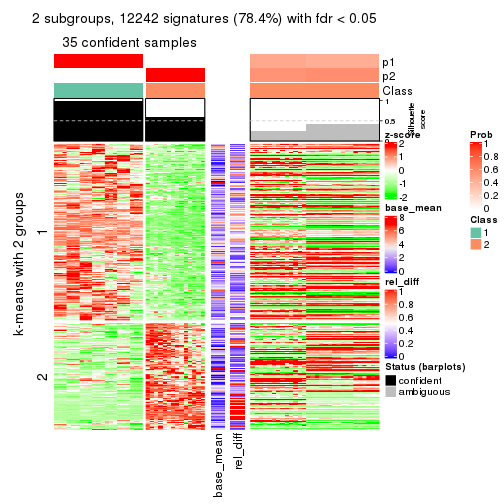 2 subgroups, 12242 signatures (78.4%) with fdr < 0.05
35 confident samples
p1
p2
Class
1
0.5
0
Silhouette
score
k-means with 2 groups
1
2
base_mean
rel_diff
z-score
2
1
0
-1
-2
base_mean
8
6
4
2
0
rel_diff
1
0.8
0.6
0.4
0.2
0
Status (barplots)
confident
ambiguous
Prob
1
0.8
0.6
0.4
0.2
0
Class
1
2